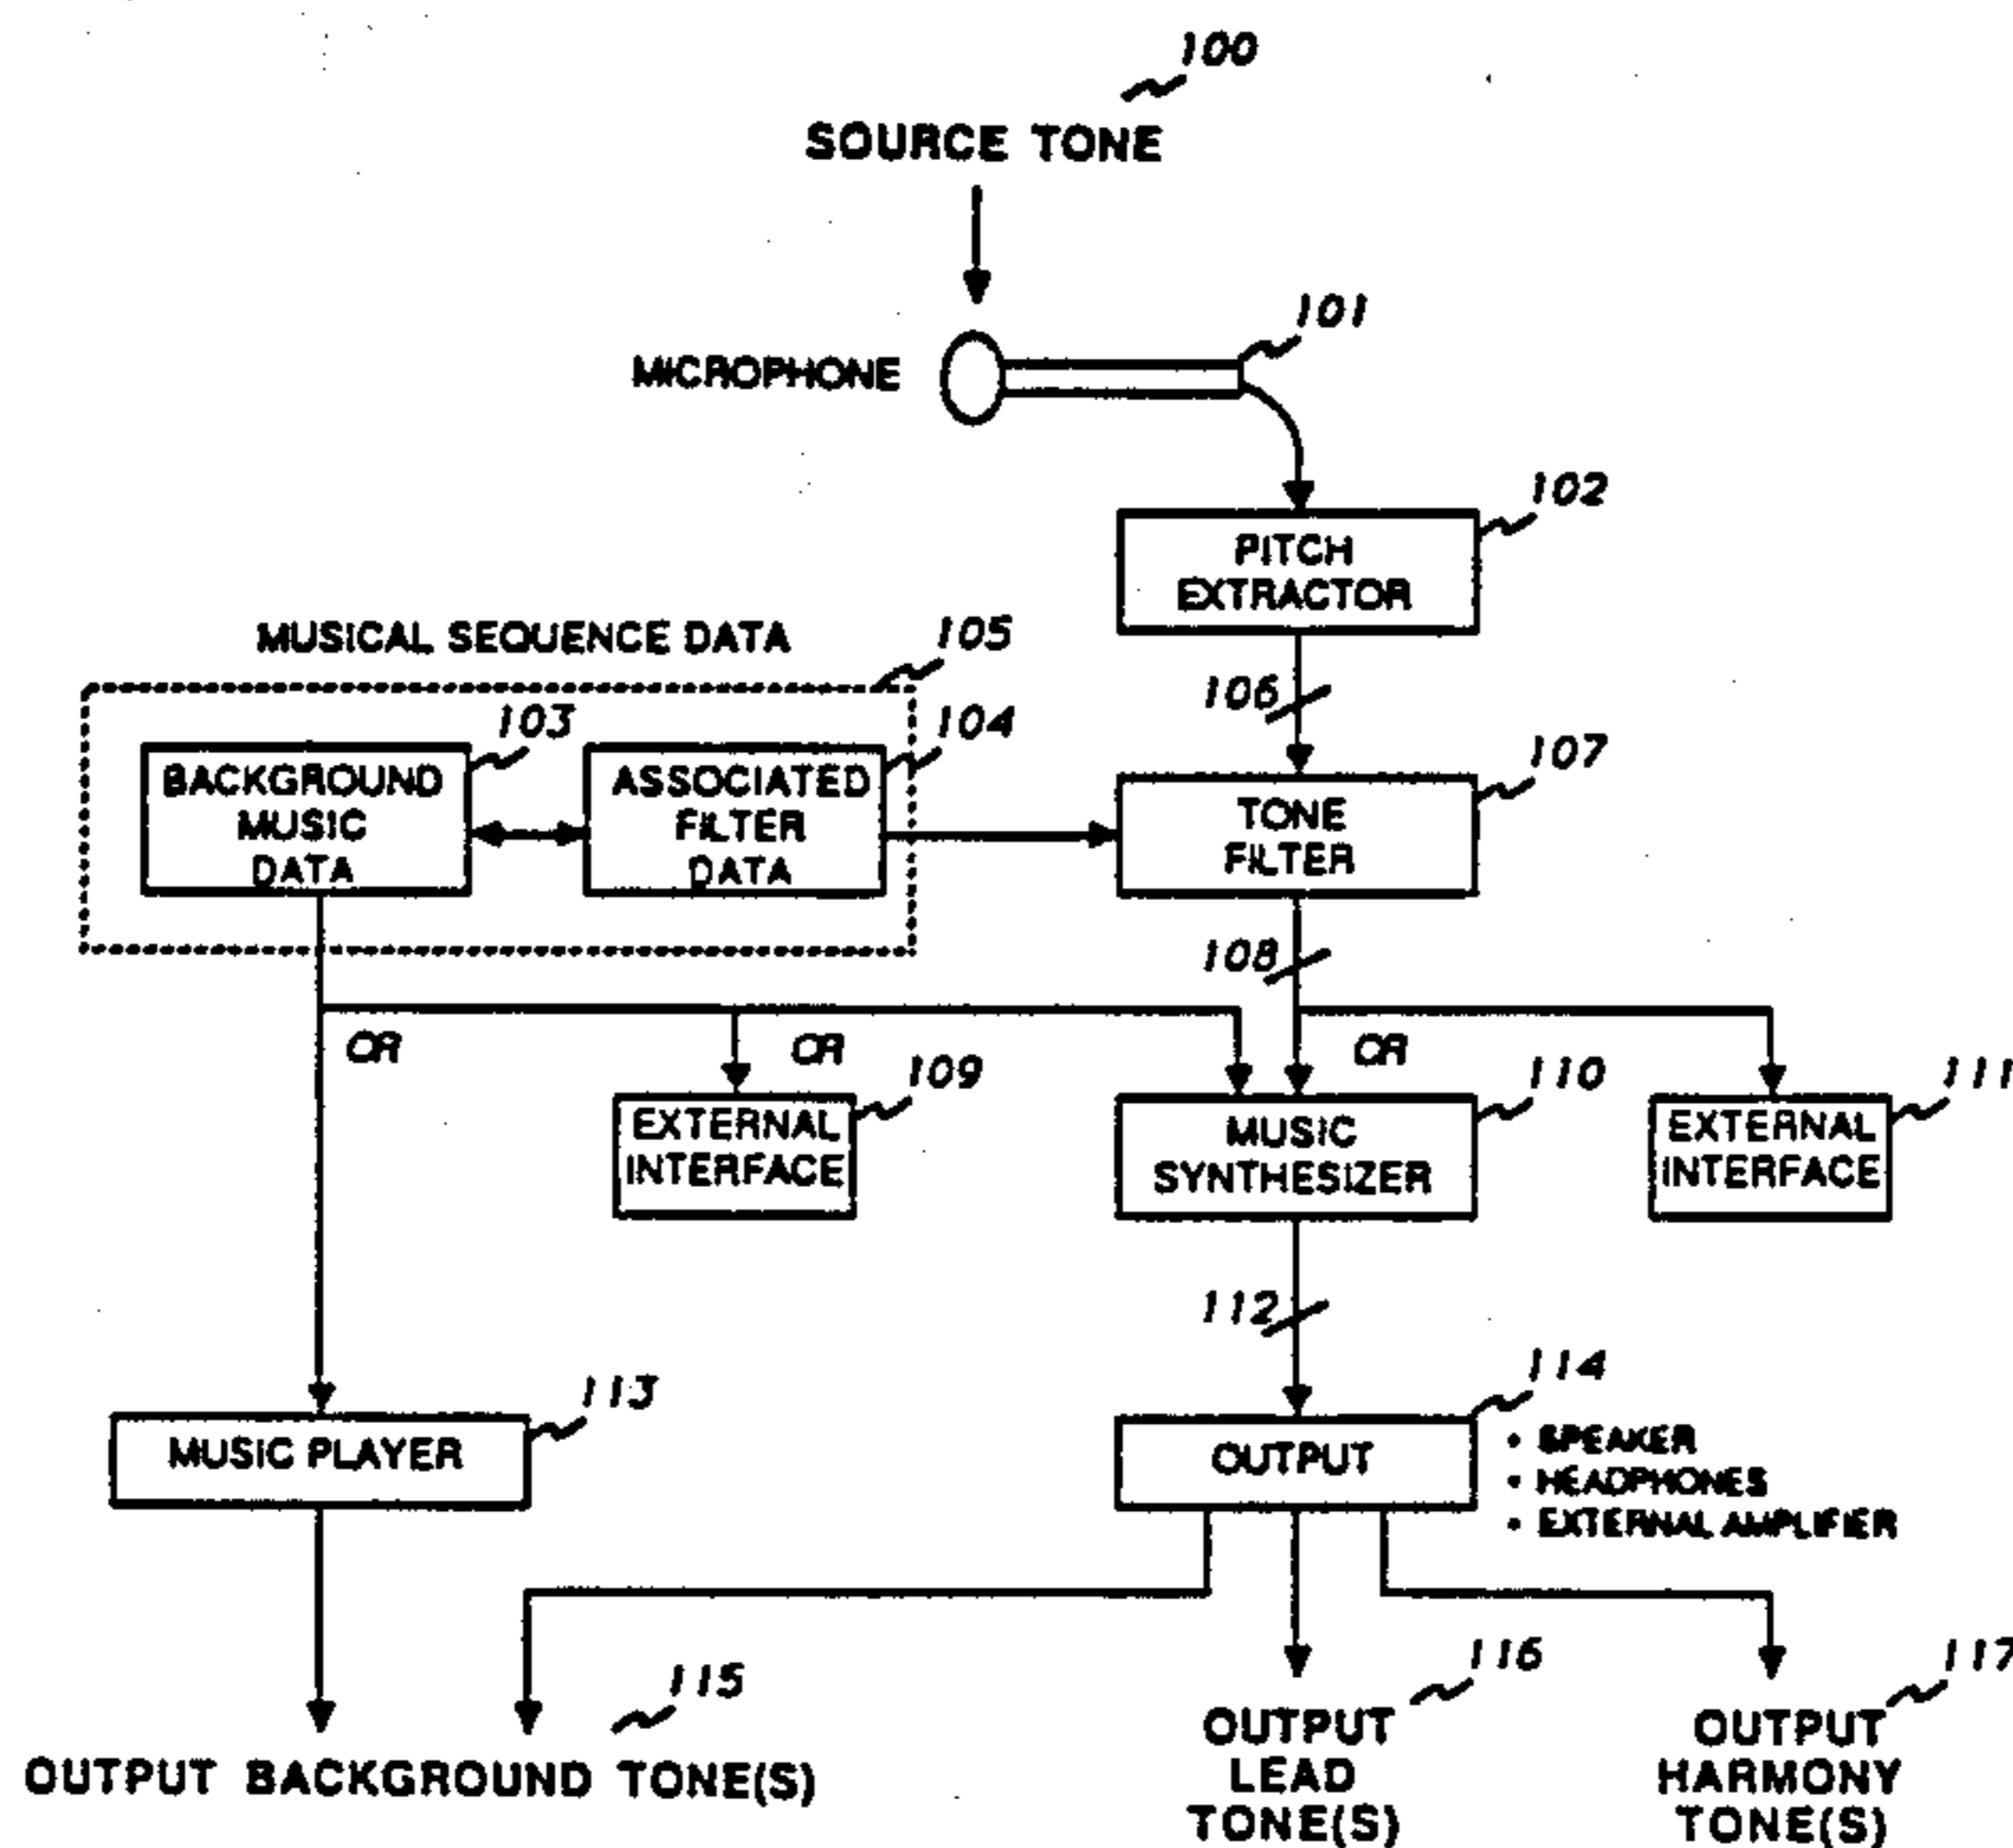 100
SOURCE TONE
101
MICROPHONE
102
PITCH
EXTRACTOR
MUSICAL SEQUENCE DATA
105
106
103
104
107
BACKGROUND
MUSIC
DATA
ASSOCIATED
FILTER
DATA
TONE
FILTER
108
OR
OR
OR
109
110
111
EXTERNAL
INTERFACE
MUSIC
SYNTHESIZER
EXTERNAL
INTERFACE
112
113
114
MUSIC PLAYER
OUTPUT
• SPEAKER
• HEADPHONES
• EXTERNAL AMPLIFIER
115
116
117
OUTPUT BACKGROUND TONE(S)
OUTPUT
LEAD
TONE(S)
OUTPUT
HARMONY
TONE(S)